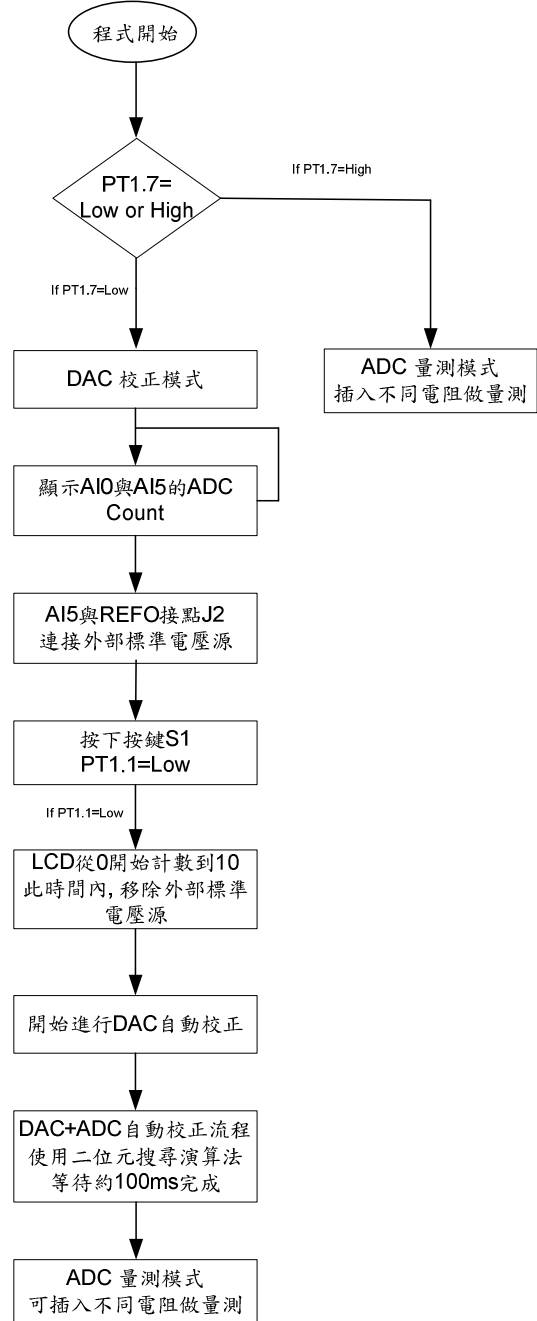 程式開始
PT1.7=
Low or High
If PT1.7=High
If PT1.7=Low
ADC 量測模式
插入不同電阻做量測
DAC 校正模式
顯示AI0與AI5的ADC
Count
AI5與REFO接點J2
連接外部標準電壓源
按下按鍵S1
PT1.1=Low
If PT1.1=Low
LCD從0開始計數到10
此時間內, 移除外部標準
電壓源
開始進行DAC自動校正
DAC+ADC自動校正流程
使用二位元搜尋演算法
等待約100ms完成
ADC 量測模式
可插入不同電阻做量測